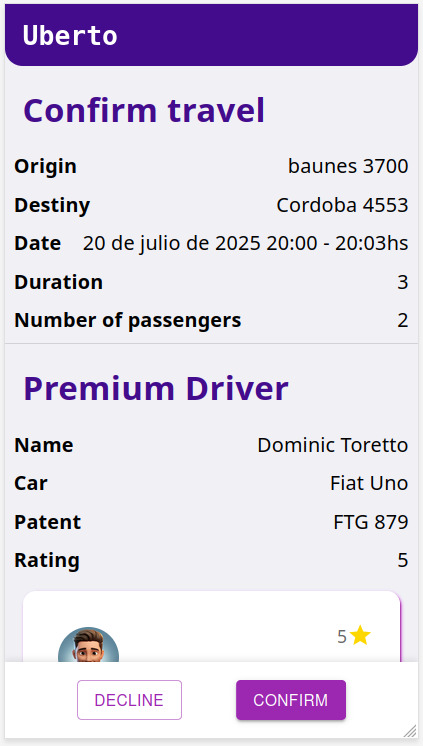 Uberto
Confirm travel
Origin baunes 3700
Destiny Cordoba 4553
Date 20 de julio de 2025 20:00 - 20:03hs
Duration 3
Number of passengers 2
Premium Driver
Name Dominic Toretto
Car Fiat Uno
Patent FTG 879
Rating 5
5
DECLINE CONFIRM